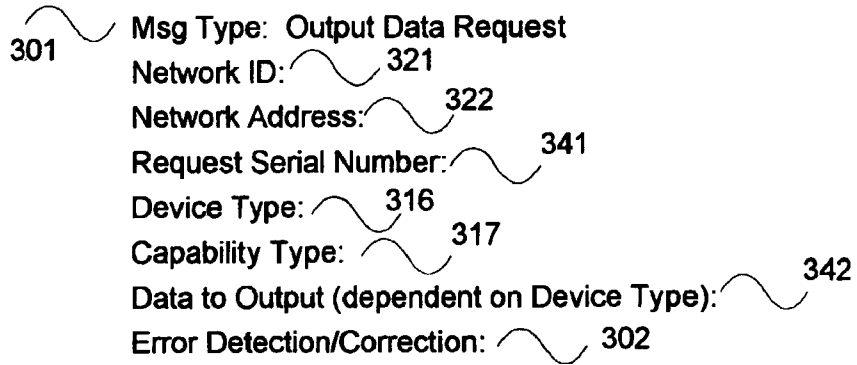 301 Msg Type: Output Data Request
Network ID: 321
Network Address: 322
Request Serial Number: 341
Device Type: 316
Capability Type: 317
Data to Output (dependent on Device Type): 342
Error Detection/Correction: 302